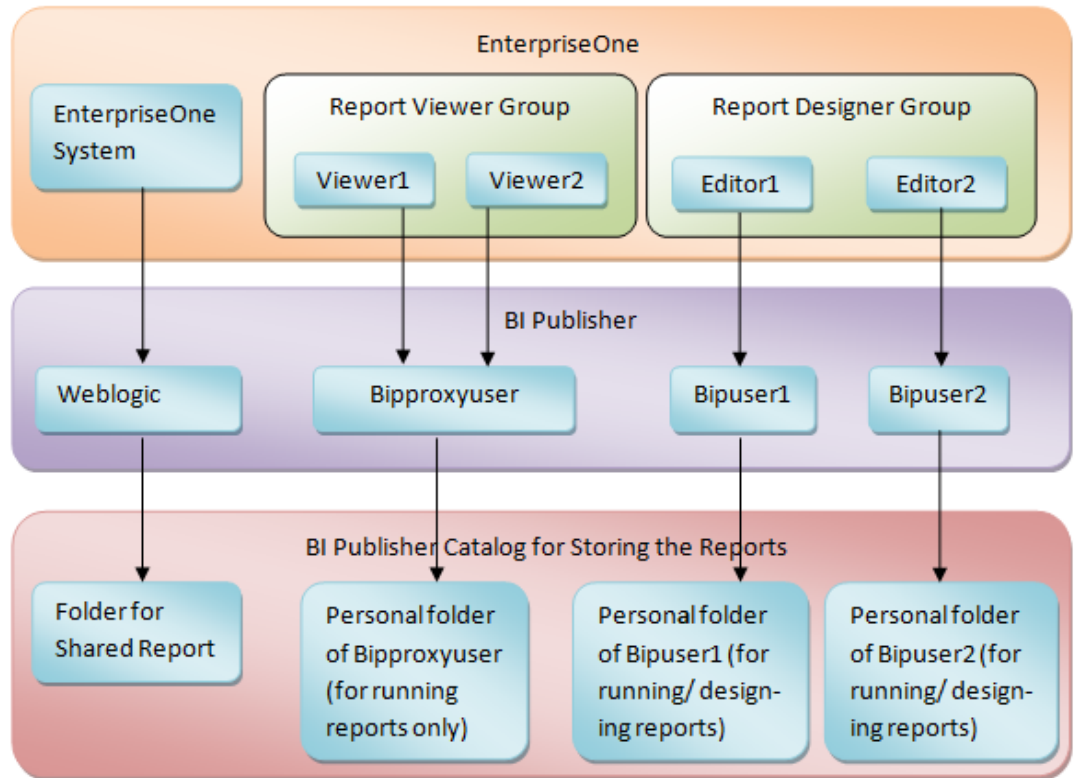 EnterpriseOne
EnterpriseOne
System
Report Viewer Group
Viewer1
Viewer2
Report Designer Group
Editor1
Editor2
BI Publisher
Weblogic
Bipproxyuser
Bipuser1
Bipuser2
BI Publisher Catalog for Storing the Reports
Folder for
Shared Report
Personal folder
of Bipproxyuser
(for running
reports only)
Personal folder
of Bipuser1 (for
running/ design-
ing reports)
Personal folder
of Bipuser2 (for
running/ design-
ing reports)